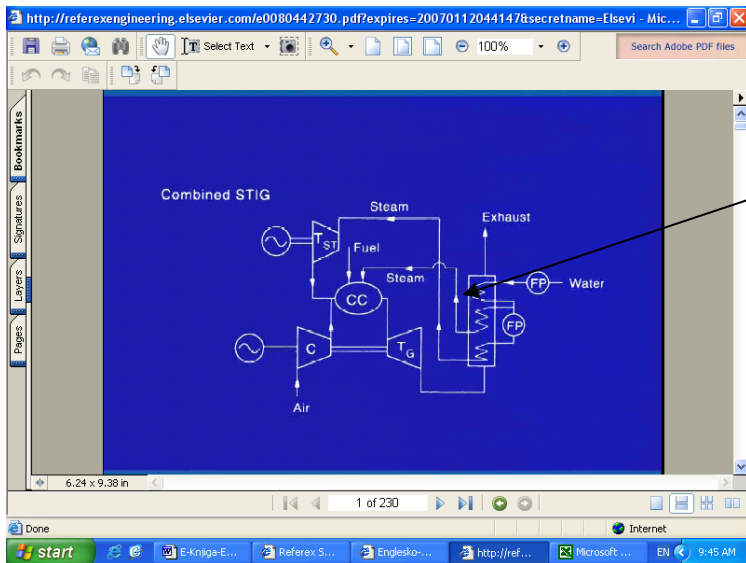 http://referexengineering.elsevier.com/e0080442730.pdf?expires=20070112044147&secretname=Elsevi - Mic...
Select Text
100%
Search Adobe PDF files
Bookmarks
Signatures
Layers
Pages
Combined STIG
Steam
Exhaust
TST
Fuel
Steam
FP
Water
CC
FP
C
TG
Air
6.24 x 9.38 in
1 of 230
Done
Internet
start
E-Knjiga-E...
Referex S...
Englesko-...
http://ref...
Microsoft ...
EN
9:45 AM